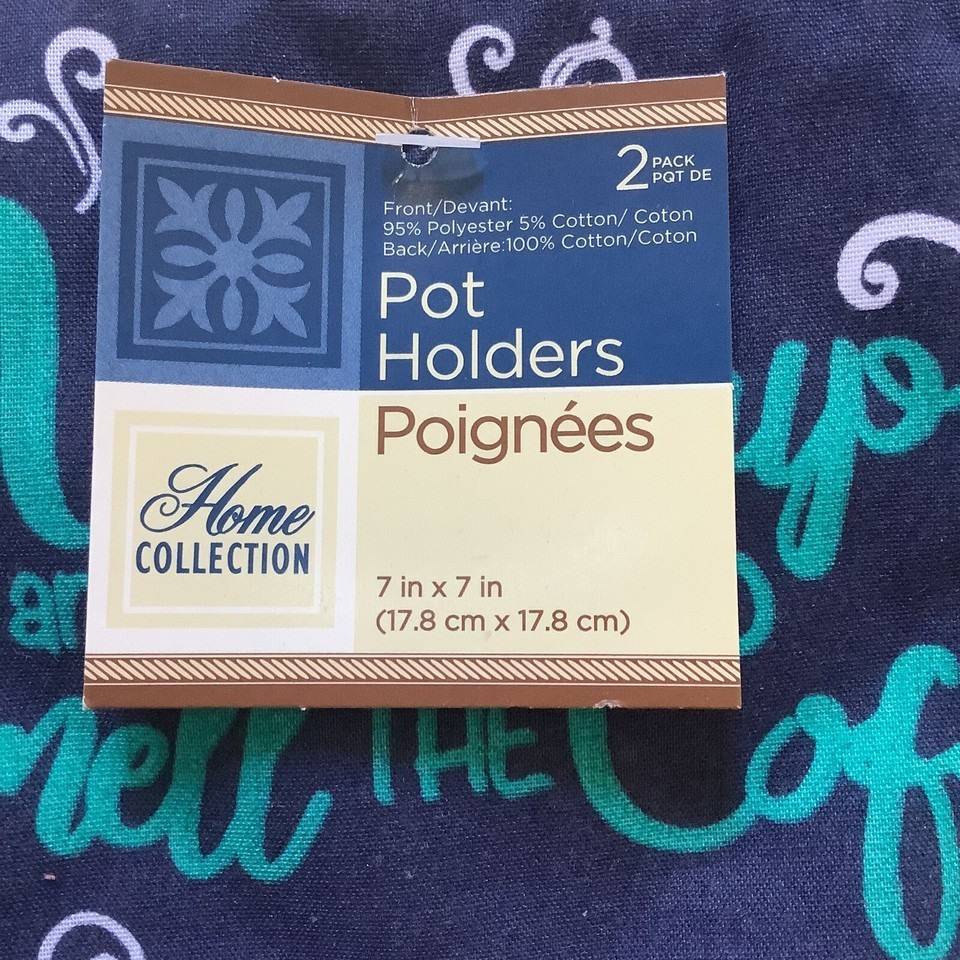 2 PACK
PQT DE
Front/Devant:
95% Polyester 5% Cotton/ Coton
Back/Arrière:100% Cotton/Coton
Pot
Holders
Poignées
Home
COLLECTION
7 in x 7 in
(17.8 cm x 17.8 cm)
THE